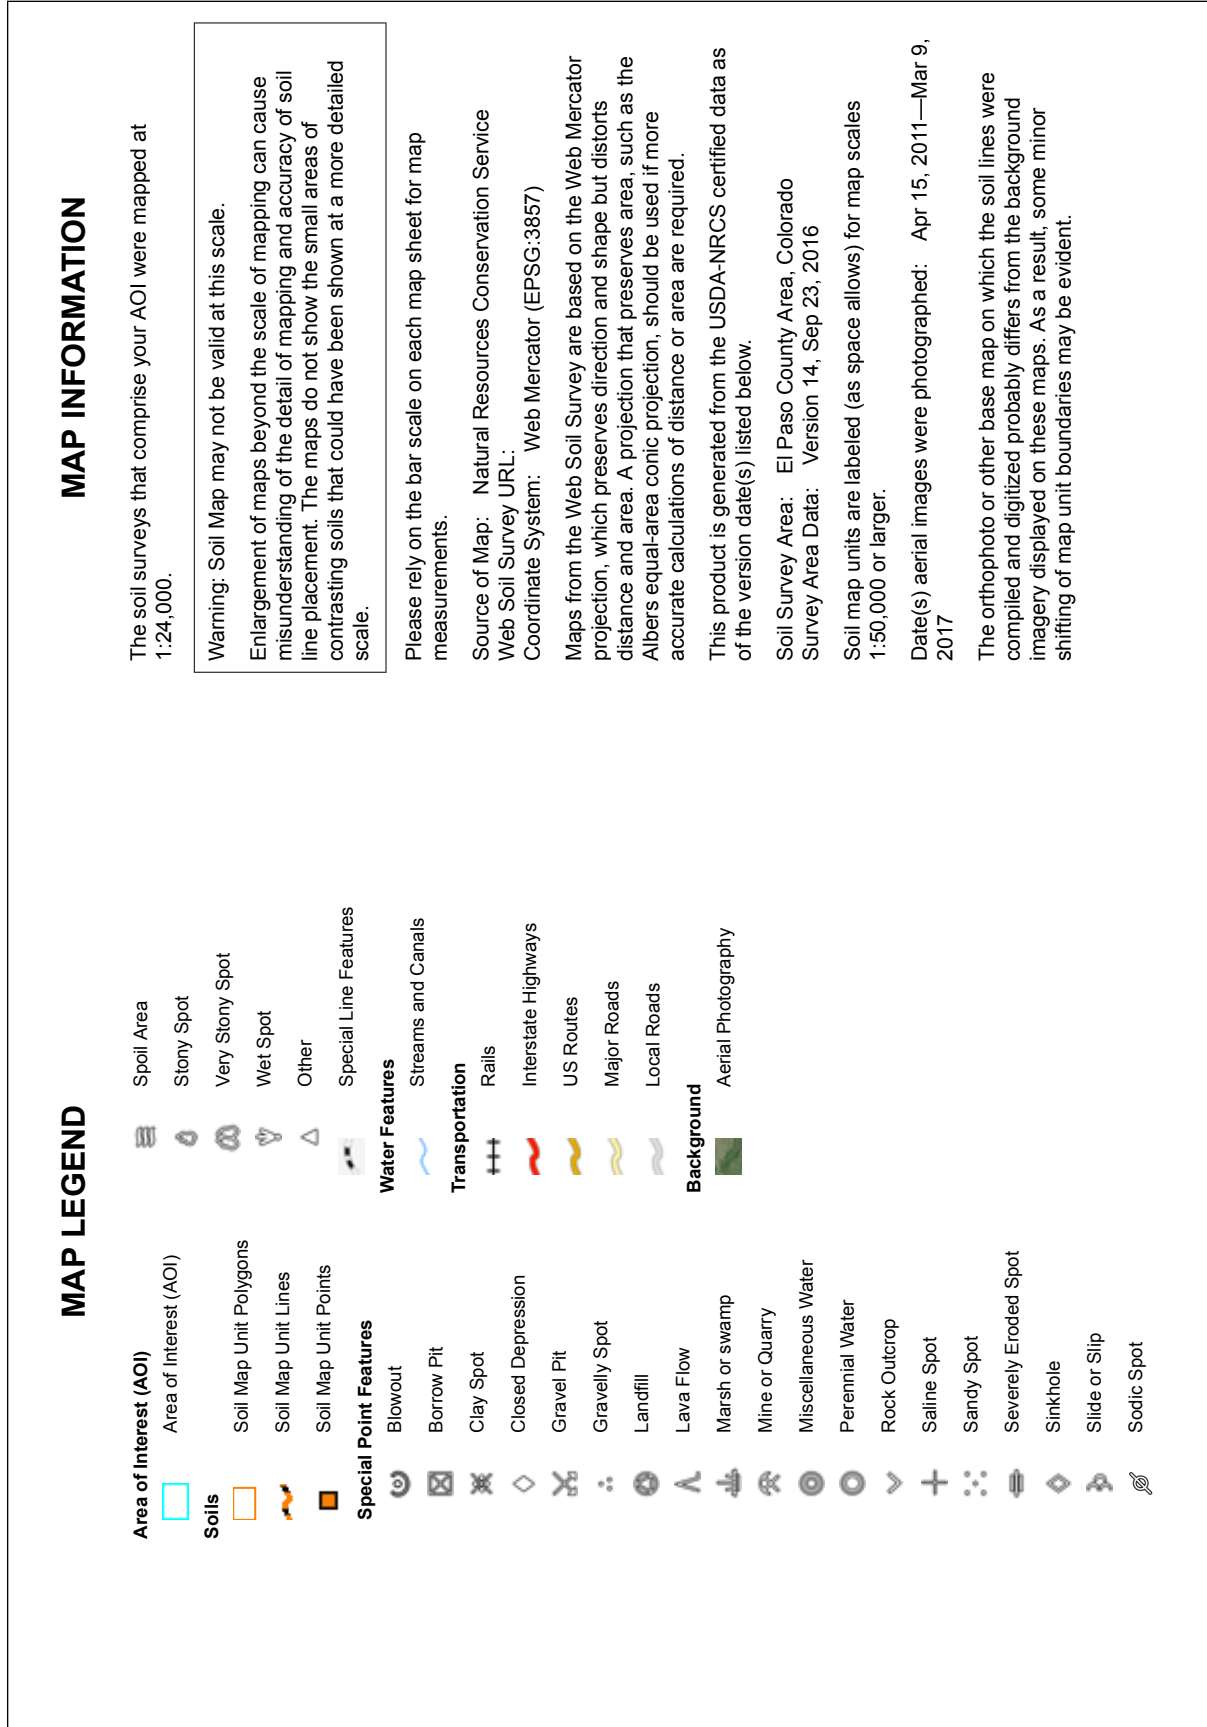 MAP LEGEND
Area of Interest (AOI)
Area of Interest (AOI)
Soils
Soil Map Unit Polygons
Soil Map Unit Lines
Soil Map Unit Points
Special Point Features
Blowout
Borrow Pit
Clay Spot
Closed Depression
Gravel Pit
Gravelly Spot
Landfill
Lava Flow
Marsh or swamp
Mine or Quarry
Miscellaneous Water
Perennial Water
Rock Outcrop
Saline Spot
Sandy Spot
Severely Eroded Spot
Sinkhole
Slide or Slip
Sodic Spot
Spoil Area
Stony Spot
Very Stony Spot
Wet Spot
Other
Special Line Features
Water Features
Streams and Canals
Transportation
Rails
Interstate Highways
US Routes
Major Roads
Local Roads
Background
Aerial Photography
MAP INFORMATION
The soil surveys that comprise your AOI were mapped at
1:24,000.
Warning: Soil Map may not be valid at this scale.
Enlargement of maps beyond the scale of mapping can cause
misunderstanding of the detail of mapping and accuracy of soil
line placement. The maps do not show the small areas of
contrasting soils that could have been shown at a more detailed
scale.
Please rely on the bar scale on each map sheet for map
measurements.
Source of Map: Natural Resources Conservation Service
Web Soil Survey URL:
Coordinate System: Web Mercator (EPSG:3857)
Maps from the Web Soil Survey are based on the Web Mercator
projection, which preserves direction and shape but distorts
distance and area. A projection that preserves area, such as the
Albers equal-area conic projection, should be used if more
accurate calculations of distance or area are required.
This product is generated from the USDA-NRCS certified data as
of the version date(s) listed below.
Soil Survey Area: El Paso County Area, Colorado
Survey Area Data: Version 14, Sep 23, 2016
Soil map units are labeled (as space allows) for map scales
1:50,000 or larger.
Date(s) aerial images were photographed: Apr 15, 2011—Mar 9,
2017
The orthophoto or other base map on which the soil lines were
compiled and digitized probably differs from the background
imagery displayed on these maps. As a result, some minor
shifting of map unit boundaries may be evident.